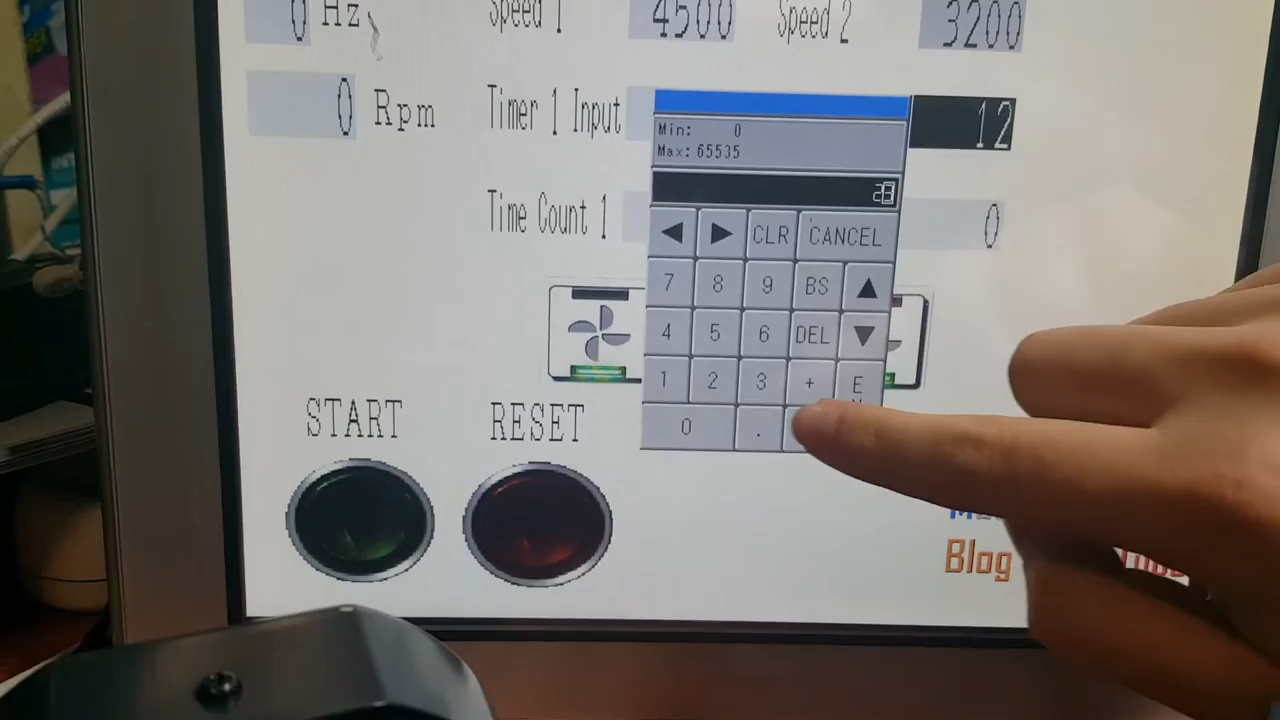 0 Hz Speed 1 4500 Speed 2 3200
0 Rpm Timer 1 Input 12
Min: 0
Max: 65535
Time Count 1 0
CLR CANCEL
7 8 9 BS
4 5 6 DEL
1 2 3 + E
0 .
START RESET
Blog